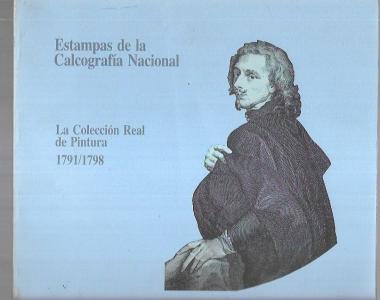 Estampas de la
Calcografía Nacional
La Colección Real
de Pintura
1791/1798